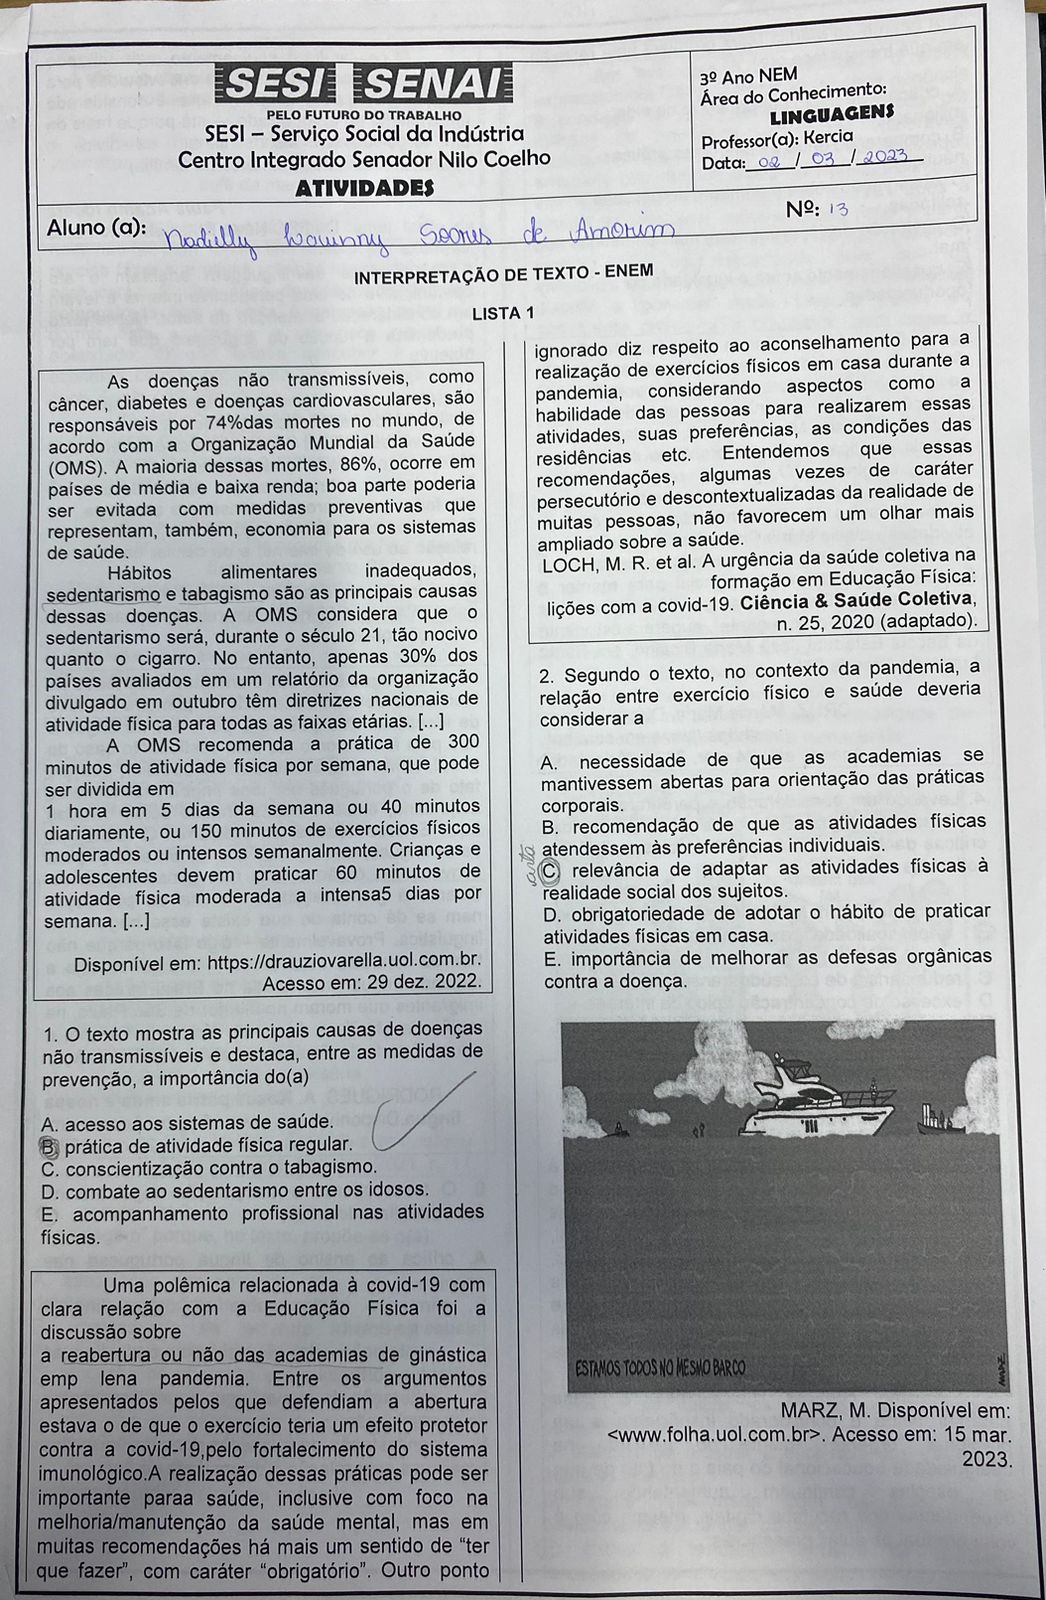 SESI SENAI
PELO FUTURO DO TRABALHO
SESI – Serviço Social da Indústria
Centro Integrado Senador Nilo Coelho
ATIVIDADES
3º Ano NEM
Área do Conhecimento:
LINGUAGENS
Professor(a): Kercia
Data: 02 / 03 / 2023
Aluno (a): Nadielly Lavinny Soares de Amorim
Nº: 13
INTERPRETAÇÃO DE TEXTO - ENEM
LISTA 1
As doenças não transmissíveis, como
câncer, diabetes e doenças cardiovasculares, são
responsáveis por 74%das mortes no mundo, de
acordo com a Organização Mundial da Saúde
(OMS). A maioria dessas mortes, 86%, ocorre em
países de média e baixa renda; boa parte poderia
ser evitada com medidas preventivas que
representam, também, economia para os sistemas
de saúde.
Hábitos alimentares inadequados,
sedentarismo e tabagismo são as principais causas
dessas doenças. A OMS considera que o
sedentarismo será, durante o século 21, tão nocivo
quanto o cigarro. No entanto, apenas 30% dos
países avaliados em um relatório da organização
divulgado em outubro têm diretrizes nacionais de
atividade física para todas as faixas etárias. [...]
A OMS recomenda a prática de 300
minutos de atividade física por semana, que pode
ser dividida em
1 hora em 5 dias da semana ou 40 minutos
diariamente, ou 150 minutos de exercícios físicos
moderados ou intensos semanalmente. Crianças e
adolescentes devem praticar 60 minutos de
atividade física moderada a intensa5 dias por
semana. [...]
Disponível em: https://drauziovarella.uol.com.br.
Acesso em: 29 dez. 2022.
1. O texto mostra as principais causas de doenças
não transmissíveis e destaca, entre as medidas de
prevenção, a importância do(a)
A. acesso aos sistemas de saúde.
B. prática de atividade física regular.
C. conscientização contra o tabagismo.
D. combate ao sedentarismo entre os idosos.
E. acompanhamento profissional nas atividades
físicas.
Uma polêmica relacionada à covid-19 com
clara relação com a Educação Física foi a
discussão sobre
a reabertura ou não das academias de ginástica
emp lena pandemia. Entre os argumentos
apresentados pelos que defendiam a abertura
estava o de que o exercício teria um efeito protetor
contra a covid-19,pelo fortalecimento do sistema
imunológico.A realização dessas práticas pode ser
importante paraa saúde, inclusive com foco na
melhoria/manutenção da saúde mental, mas em
muitas recomendações há mais um sentido de “ter
que fazer”, com caráter “obrigatório”. Outro ponto
ignorado diz respeito ao aconselhamento para a
realização de exercícios físicos em casa durante a
pandemia, considerando aspectos como a
habilidade das pessoas para realizarem essas
atividades, suas preferências, as condições das
residências etc. Entendemos que essas
recomendações, algumas vezes de caráter
persecutório e descontextualizadas da realidade de
muitas pessoas, não favorecem um olhar mais
ampliado sobre a saúde.
LOCH, M. R. et al. A urgência da saúde coletiva na
formação em Educação Física:
lições com a covid-19. Ciência & Saúde Coletiva,
n. 25, 2020 (adaptado).
2. Segundo o texto, no contexto da pandemia, a
relação entre exercício físico e saúde deveria
considerar a
A. necessidade de que as academias se
mantivessem abertas para orientação das práticas
corporais.
B. recomendação de que as atividades físicas
atendessem às preferências individuais.
C relevância de adaptar as atividades físicas à
realidade social dos sujeitos.
D. obrigatoriedade de adotar o hábito de praticar
atividades físicas em casa.
E. importância de melhorar as defesas orgânicas
contra a doença.
ESTAMOS TODOS NO MESMO BARCO
MARZ
MARZ, M. Disponível em:
<www.folha.uol.com.br>. Acesso em: 15 mar.
2023.